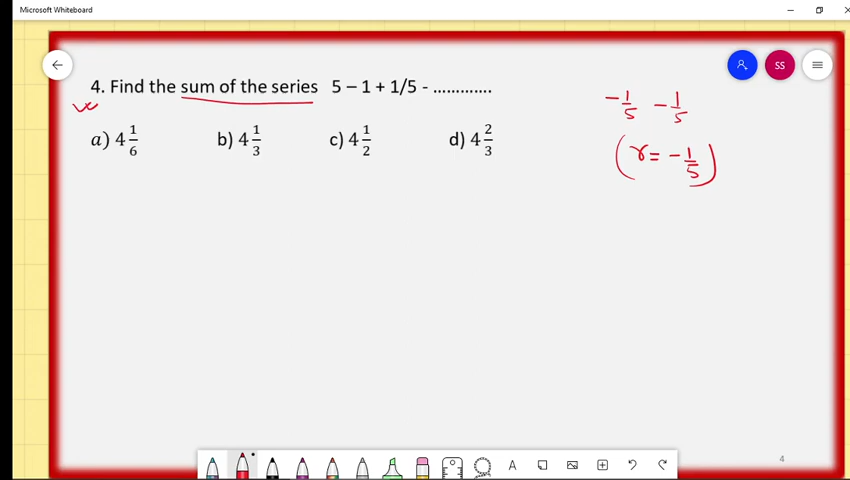 Microsoft Whiteboard
SS
4. Find the sum of the series 5 – 1 + 1/5 - ………….
a) 4 1/6 b) 4 1/3 c) 4 1/2 d) 4 2/3
-1/5 -1/5
(r = -1/5)
A
4